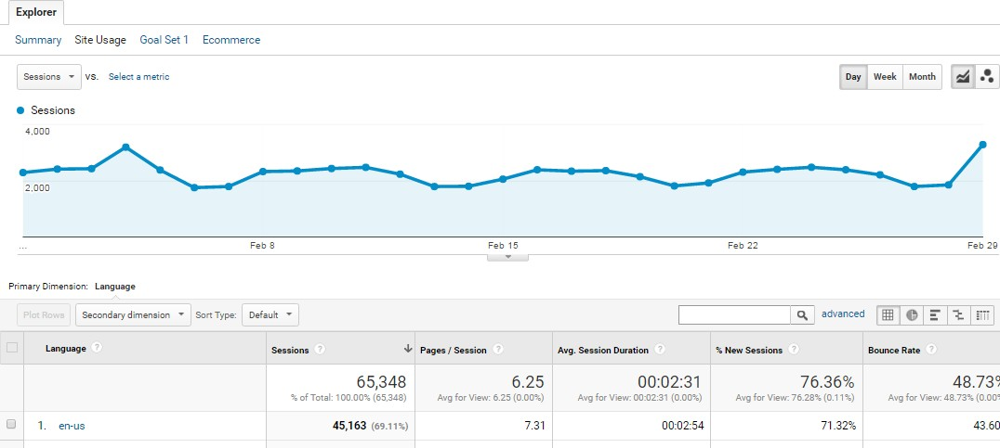 Explorer
Summary Site Usage Goal Set 1 Ecommerce
Sessions vs. Select a metric Day Week Month
Sessions
4,000
2,000
... Feb 8 Feb 15 Feb 22 Feb 29
Primary Dimension: Language
Plot Rows Secondary dimension Sort Type: Default advanced
Language ? Sessions ? Pages / Session ? Avg. Session Duration ? % New Sessions ? Bounce Rate ?
65,348 6.25 00:02:31 76.36% 48.73%
% of Total: 100.00% (65,348) Avg for View: 6.25 (0.00%) Avg for View: 00:02:31 (0.00%) Avg for View: 76.28% (0.11%) Avg for View: 48.73% (0.00%
1. en-us 45,163 (69.11%) 7.31 00:02:54 71.32% 43.60